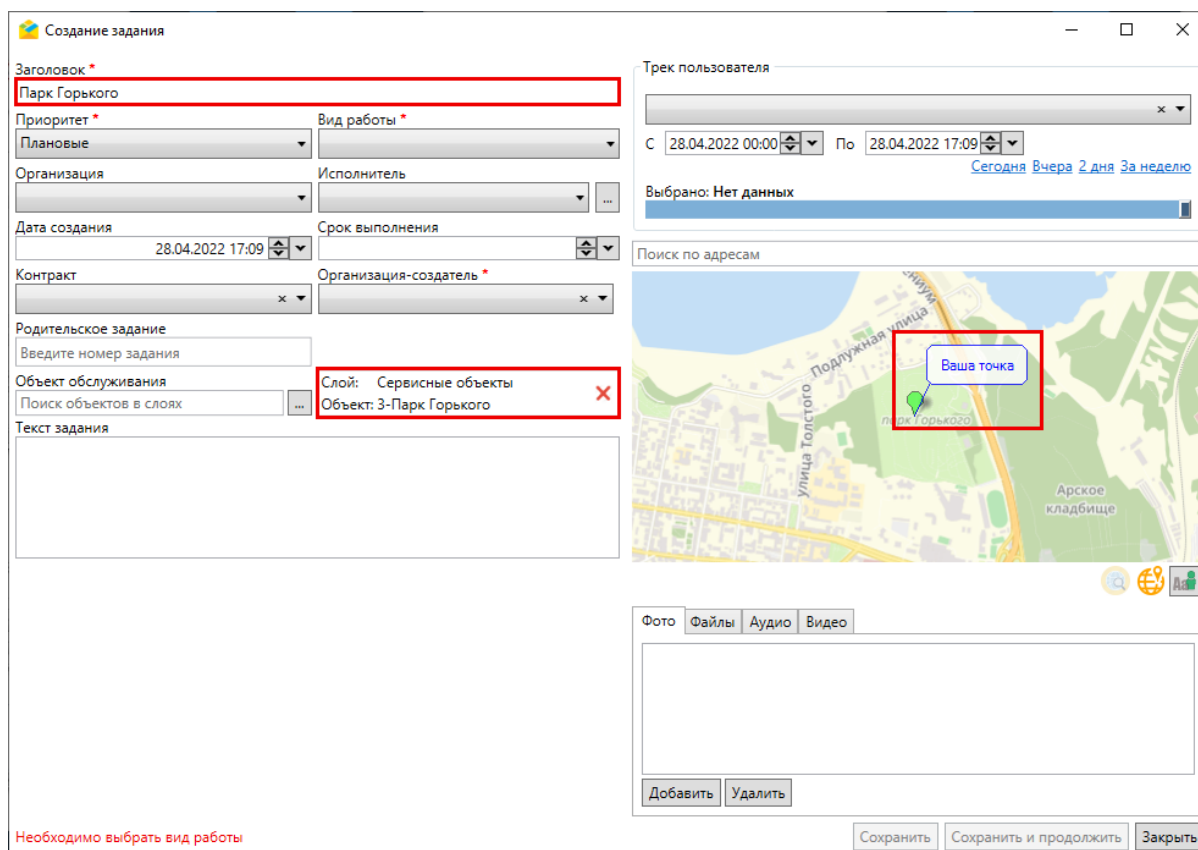 Создание задания
Заголовок *
Парк Горького
Приоритет * Вид работы *
Плановые
Организация Исполнитель
...
Дата создания Срок выполнения
28.04.2022 17:09
Контракт Организация-создатель *
Родительское задание
Введите номер задания
Объект обслуживания
Поиск объектов в слоях ...
Слой: Сервисные объекты
Объект: 3-Парк Горького
Текст задания
Необходимо выбрать вид работы
Трек пользователя
С 28.04.2022 00:00 По 28.04.2022 17:09
Сегодня Вчера 2 дня За неделю
Выбрано: Нет данных
Поиск по адресам
Подлужная улица
Ваша точка
парк Горького
улица Толстого
Арское
кладбище
Фото Файлы Аудио Видео
Добавить Удалить
Сохранить Сохранить и продолжить Закрыть